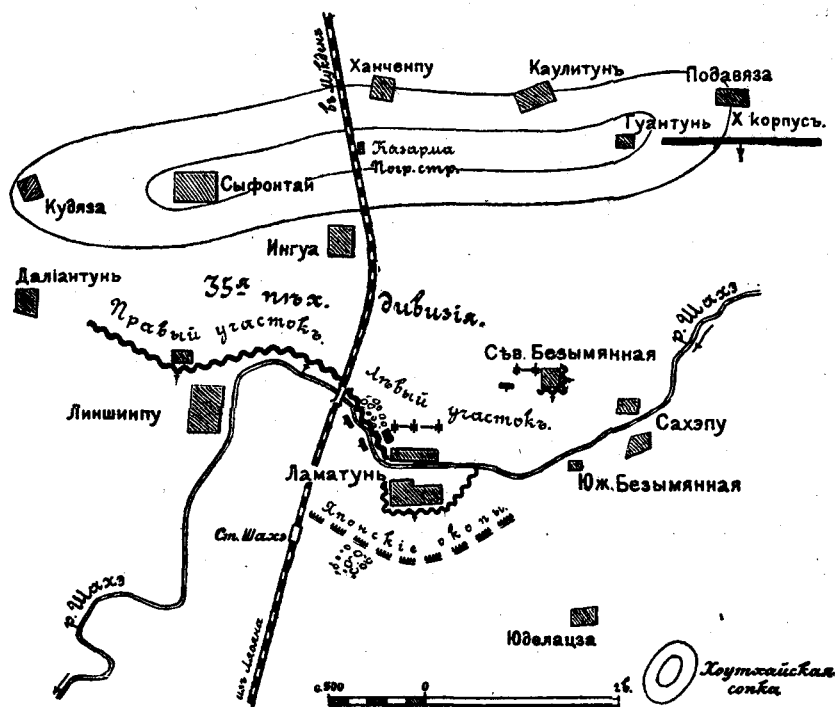 въ Мукденъ
Ханченпу
Каулитунъ
Подавяза
Гуантунь
X корпусъ.
Казарма
Погр. стр.
Кудяза
Сыфонтай
Ингуа
Даліантунь
35я пѣх. дивизія.
Правый участокъ.
р. Шахэ
Сѣв. Безымянная
лѣвый участокъ.
Линшинпу
Сахэпу
Ламатунь
Юж. Безымянная
Японскіе окопы.
Ст. Шахэ
р. Шахэ
Юделацза
изъ Ляояна
с. 500 0 2 в.
Хоутхайская
сопка